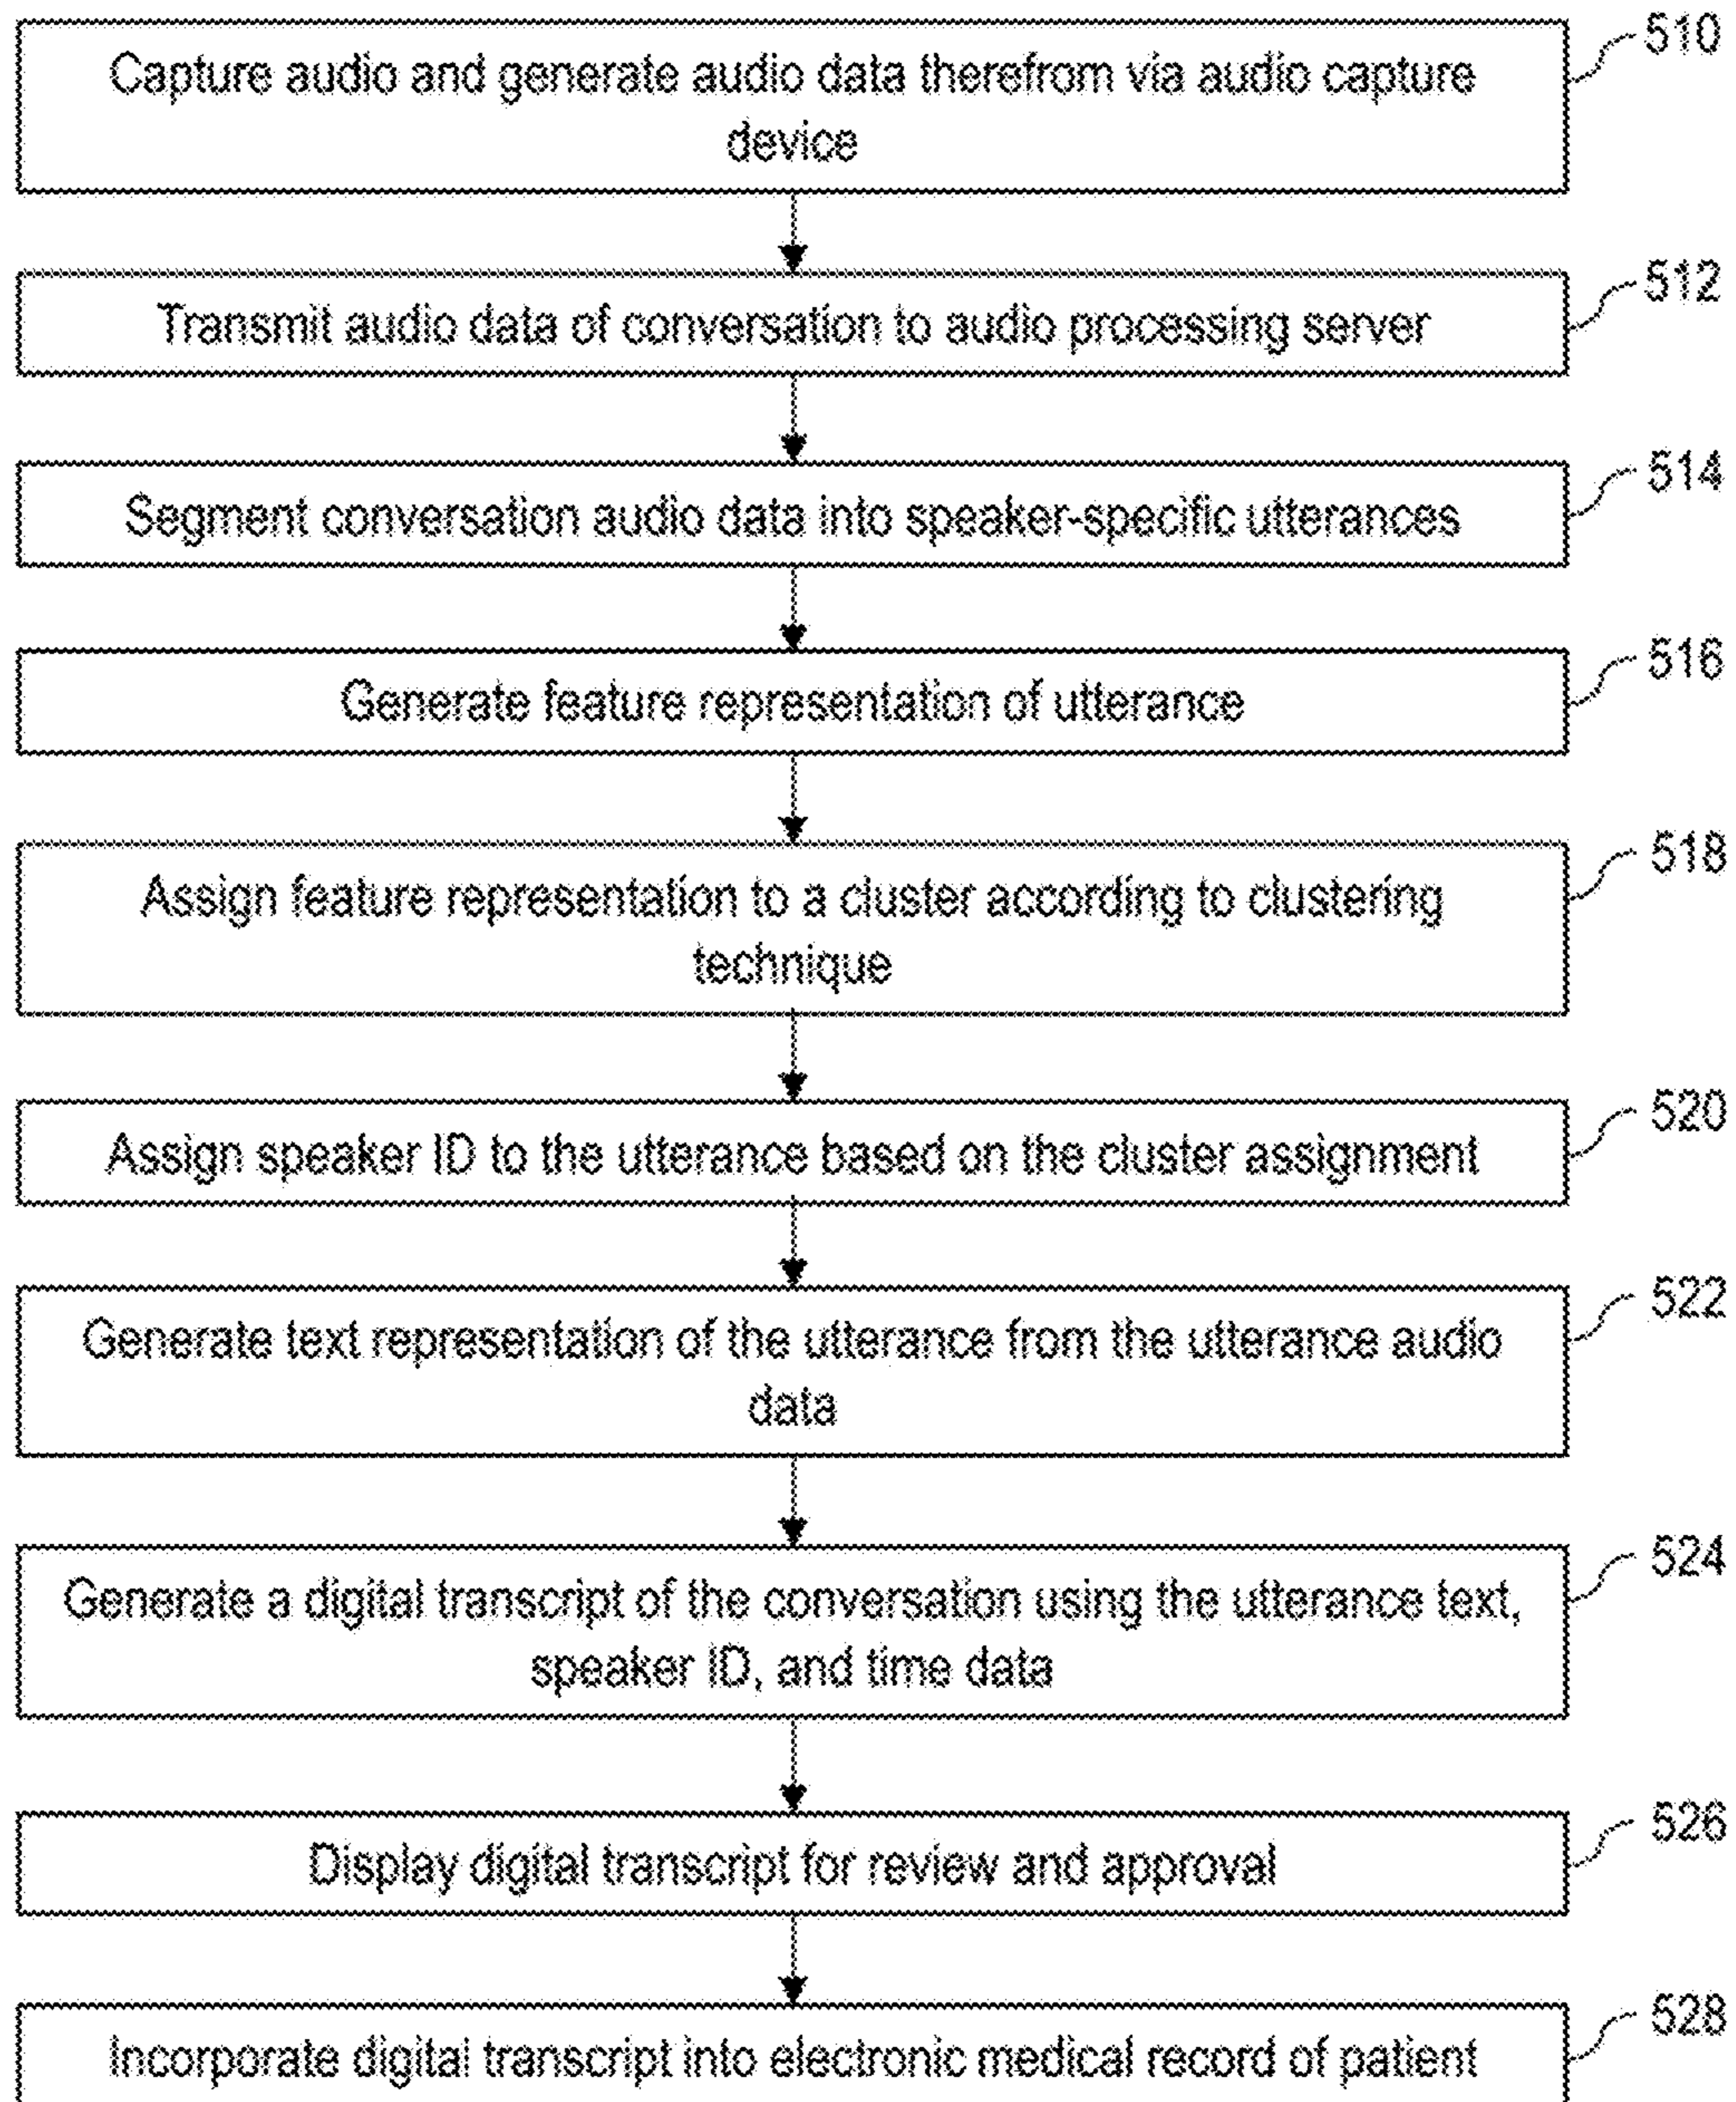 510
Capture audio and generate audio data therefrom via audio capture
device
512
Transmit audio data of conversation to audio processing server
514
Segment conversation audio data into speaker-specific utterances
516
Generate feature representation of utterance
518
Assign feature representation to a cluster according to clustering
technique
520
Assign speaker ID to the utterance based on the cluster assignment
522
Generate text representation of the utterance from the utterance audio
data
524
Generate a digital transcript of the conversation using the utterance text,
speaker ID, and time data
526
Display digital transcript for review and approval
528
Incorporate digital transcript into electronic medical record of patient